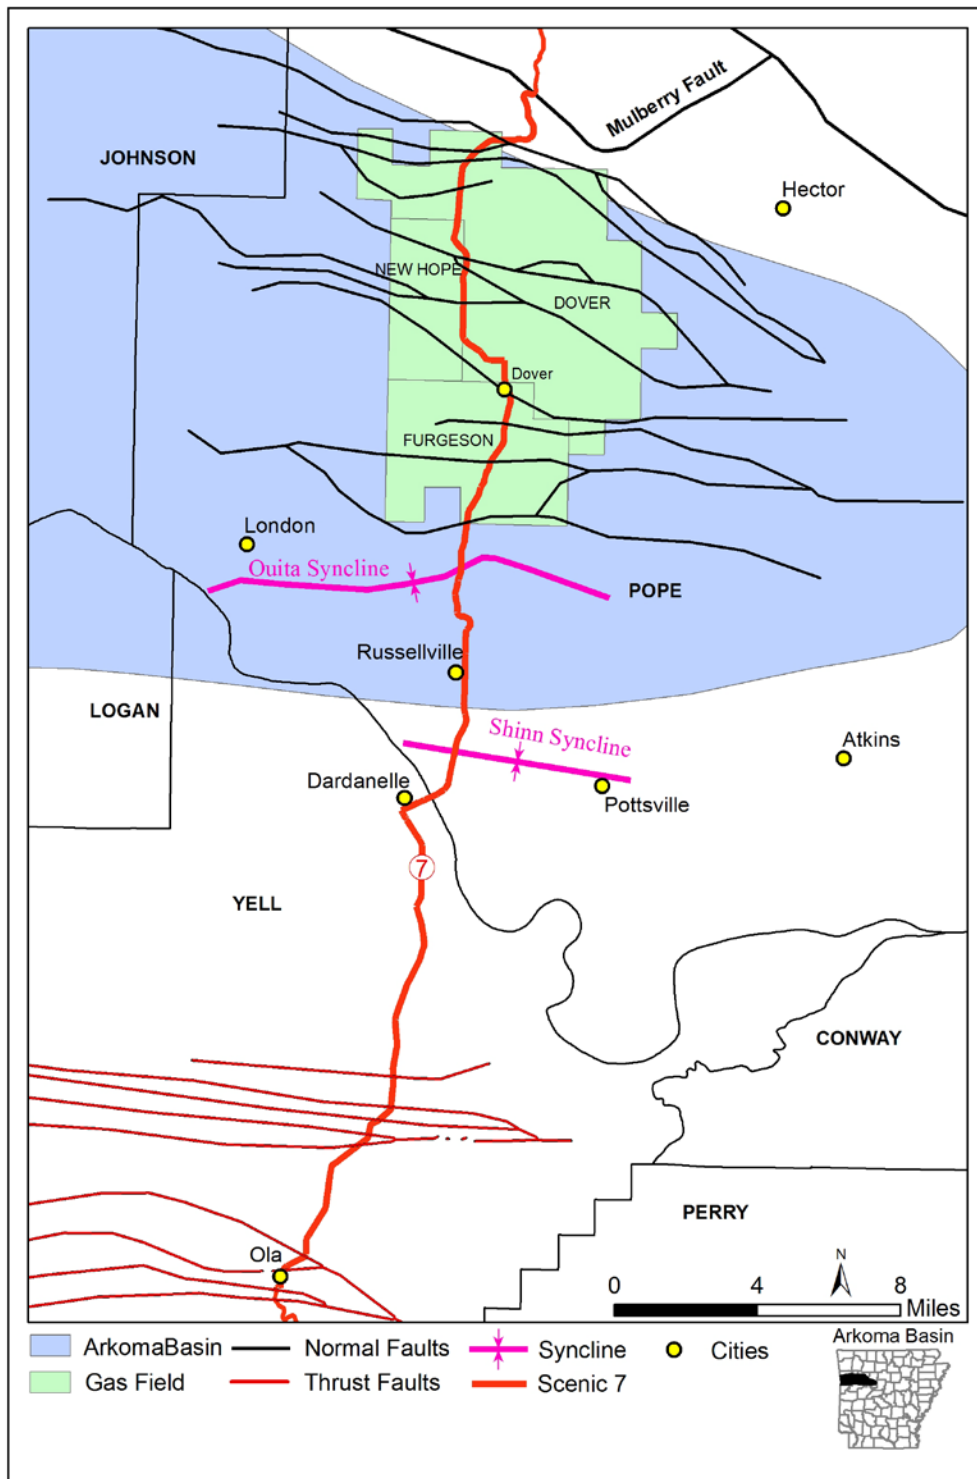 Mulberry Fault
JOHNSON
Hector
NEW HOPE
DOVER
Dover
FURGESON
London
Ouita Syncline
POPE
Russellville
LOGAN
Shinn Syncline
Atkins
Dardanelle
Pottsville
7
YELL
CONWAY
PERRY
Ola
N
0 4 8
Miles
ArkomaBasin
Normal Faults
Syncline
Cities
Arkoma Basin
Gas Field
Thrust Faults
Scenic 7